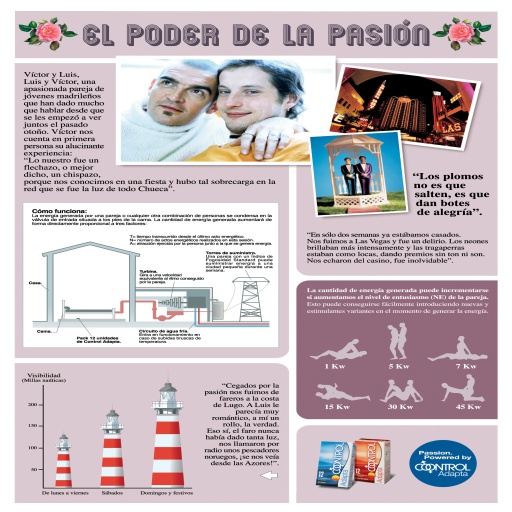 EL PODER DE LA PASIÓN
Víctor y Luis,
Luis y Víctor, una
apasionada pareja de
jóvenes madrileños
que han dado mucho
que hablar desde que
se les empezó a ver
juntos el pasado
otoño. Víctor nos
cuenta en primera
persona su alucinante
experiencia:
“Lo nuestro fue un
flechazo, o mejor
dicho, un chispazo,
porque nos conocimos en una fiesta y hubo tal sobrecarga en la
red que se fue la luz de todo Chueca”.
“Los plomos
no es que
salten, es que
dan botes
de alegría”.
“En sólo dos semanas ya estábamos casados.
Nos fuimos a Las Vegas y fue un delirio. Los neones
brillaban más intensamente y las tragaperras
estaban como locas, dando premios sin ton ni son.
Nos echaron del casino, fue inolvidable”.
Cómo funciona:
La energía generada por una pareja o cualquier otra combinación de personas se condensa en la
válvula de entrada situada a los pies de la cama. La cantidad de energía generada aumentará de
forma directamente proporcional a tres factores:
T= tiempo transcurrido desde el último acto energético.
N= número de actos energéticos realizados en esta sesión.
A= atracción ejercida por la persona junto a la que se genera energía.
Torres de suministro.
Una pareja con un índice de
Fogosidad Standard puede
suministrar energía a una
ciudad pequeña durante una
semana.
Turbina.
Gira a una velocidad
equivalente al ritmo conseguido
por la pareja.
Casa.
Cama.
Pack 12 unidades
de Control Adapta.
Circuito de agua fría.
Entra en funcionamiento en
caso de subidas bruscas de
temperatura.
La cantidad de energía generada puede incrementarse
si aumentamos el nivel de entusiasmo (NE) de la pareja.
Esto puede conseguirse fácilmente introduciendo nuevas y
estimulantes variantes en el momento de generar la energía.
1 Kw
5 Kw
7 Kw
15 Kw
30 Kw
45 Kw
Visibilidad
(Millas naúticas)
200
150
100
50
De lunes a viernes
Sábados
Domingos y festivos
“Cegados por la
pasión nos fuimos de
fareros a la costa
de Lugo. A Luis le
parecía muy
romántico, a mí un
rollo, la verdad.
Eso sí, el faro nunca
había dado tanta luz,
nos llamaron por
radio unos pescadores
noruegos, ¡se nos veía
desde las Azores!”.
Passion.
Powered by
CONTROL
Adapta